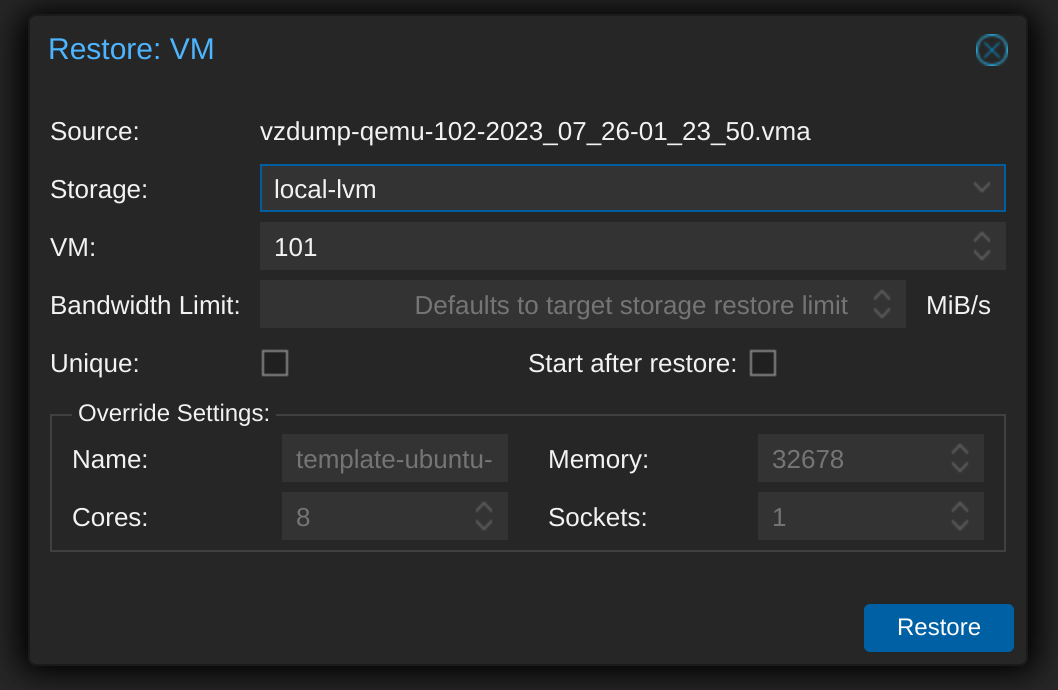 Restore: VM
Source: vzdump-qemu-102-2023_07_26-01_23_50.vma
Storage: local-lvm
VM: 101
Bandwidth Limit: Defaults to target storage restore limit MiB/s
Unique: Start after restore:
Override Settings:
Name: template-ubuntu- Memory: 32678
Cores: 8 Sockets: 1
Restore